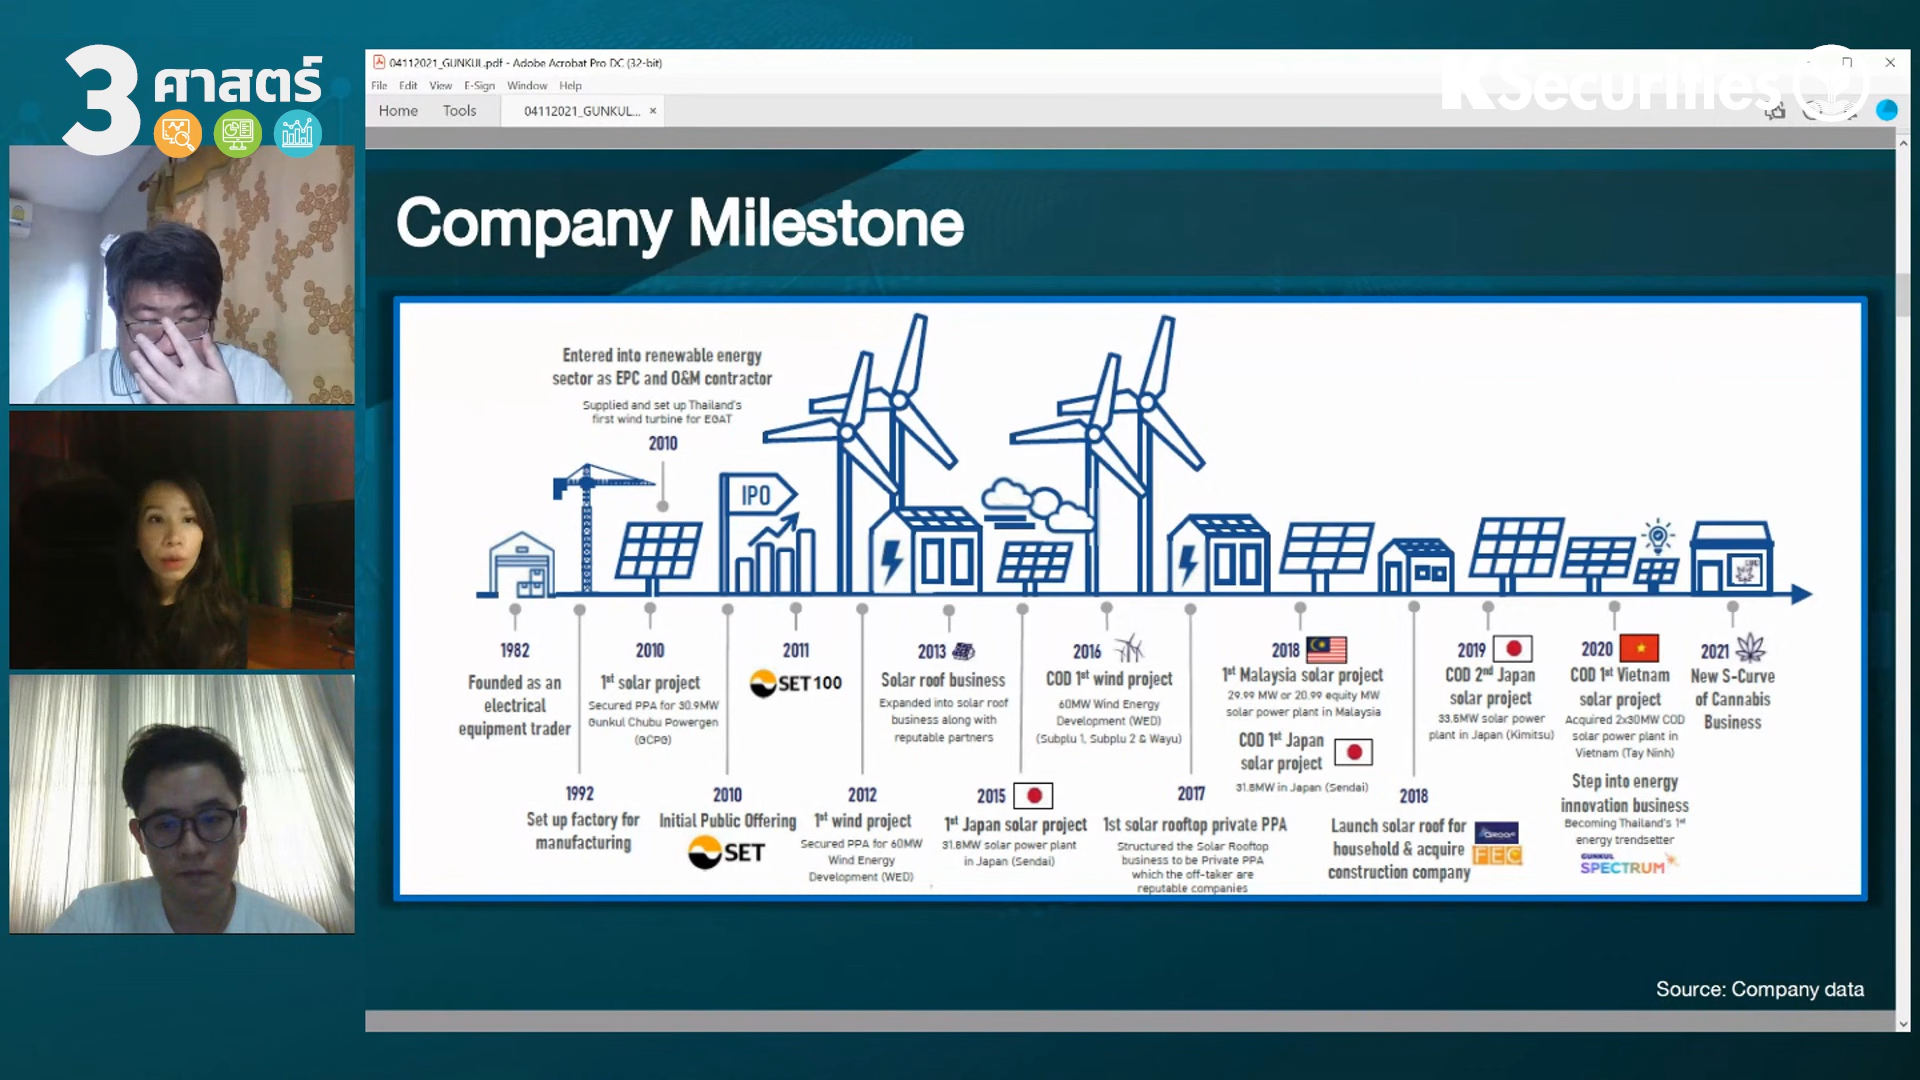 3 ศาสตร์
04112021_GUNKUL.pdf - Adobe Acrobat Pro DC (32-bit)
File Edit View E-Sign Window Help
KSecurities
Home Tools 04112021_GUNKUL... ×
Company Milestone
Entered into renewable energy
sector as EPC and O&M contractor
Supplied and set up Thailand's
first wind turbine for EGAT
2010
IPO
1982
Founded as an
electrical
equipment trader
2010
1st solar project
Secured PPA for 30.9MW
Gunkul Chubu Powergen
(GCPG)
2011
SET100
2013
Solar roof business
Expanded into solar roof
business along with
reputable partners
2016
COD 1st wind project
60MW Wind Energy
Development (WED)
(Subplu 1, Subplu 2 & Wayu)
2018
1st Malaysia solar project
29.99 MW or 20.99 equity MW
solar power plant in Malaysia
COD 1st Japan
solar project
31.8MW in Japan (Sendai)
2019
COD 2nd Japan
solar project
33.5MW solar power
plant in Japan (Kimitsu)
2020
COD 1st Vietnam
solar project
Acquired 2x30MW COD
solar power plant in
Vietnam (Tay Ninh)
Step into energy
innovation business
Becoming Thailand's 1st
energy trendsetter
GUNKUL
SPECTRUM
2021
New S-Curve
of Cannabis
Business
1992
Set up factory for
manufacturing
2010
Initial Public Offering
SET
2012
1st wind project
Secured PPA for 60MW
Wind Energy
Development (WED)
2015
1st Japan solar project
31.8MW solar power plant
in Japan (Sendai)
2017
1st solar rooftop private PPA
Structured the Solar Rooftop
business to be Private PPA
which the off-taker are
reputable companies
2018
Launch solar roof for
household & acquire
construction company
GROOF
FEC
Source: Company data